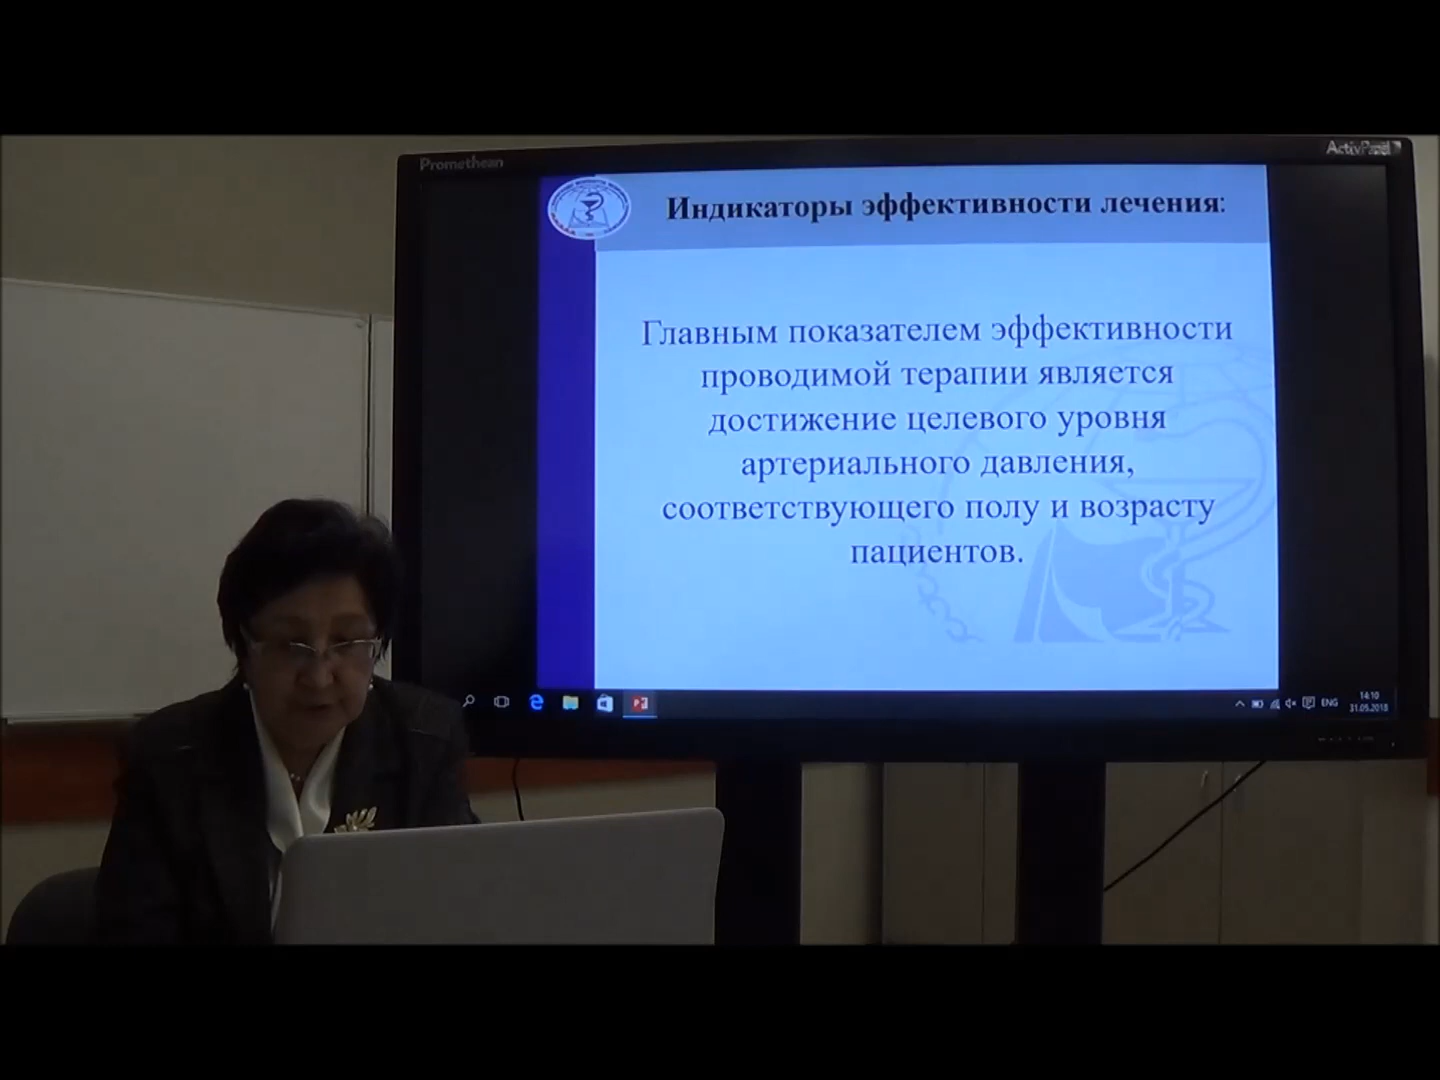 Promethean
ActivPanel
Индикаторы эффективности лечения:
Главным показателем эффективности
проводимой терапии является
достижение целевого уровня
артериального давления,
соответствующего полу и возрасту
пациентов.
ENG
14:10
31.05.2018